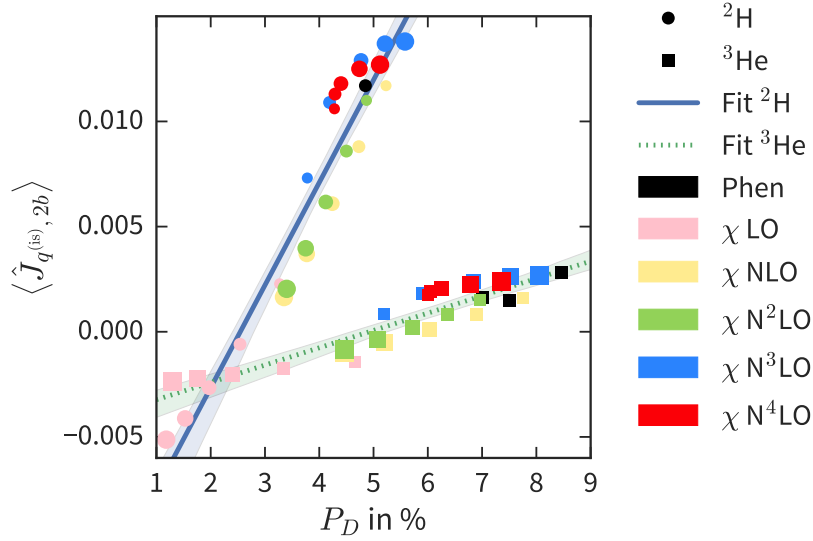 0.010
0.005
0.000
−0.005
⟨Ĵ_q(is), 2b⟩
1 2 3 4 5 6 7 8 9
P_D in %
²H
³He
Fit ²H
Fit ³He
Phen
χ LO
χ NLO
χ N²LO
χ N³LO
χ N⁴LO